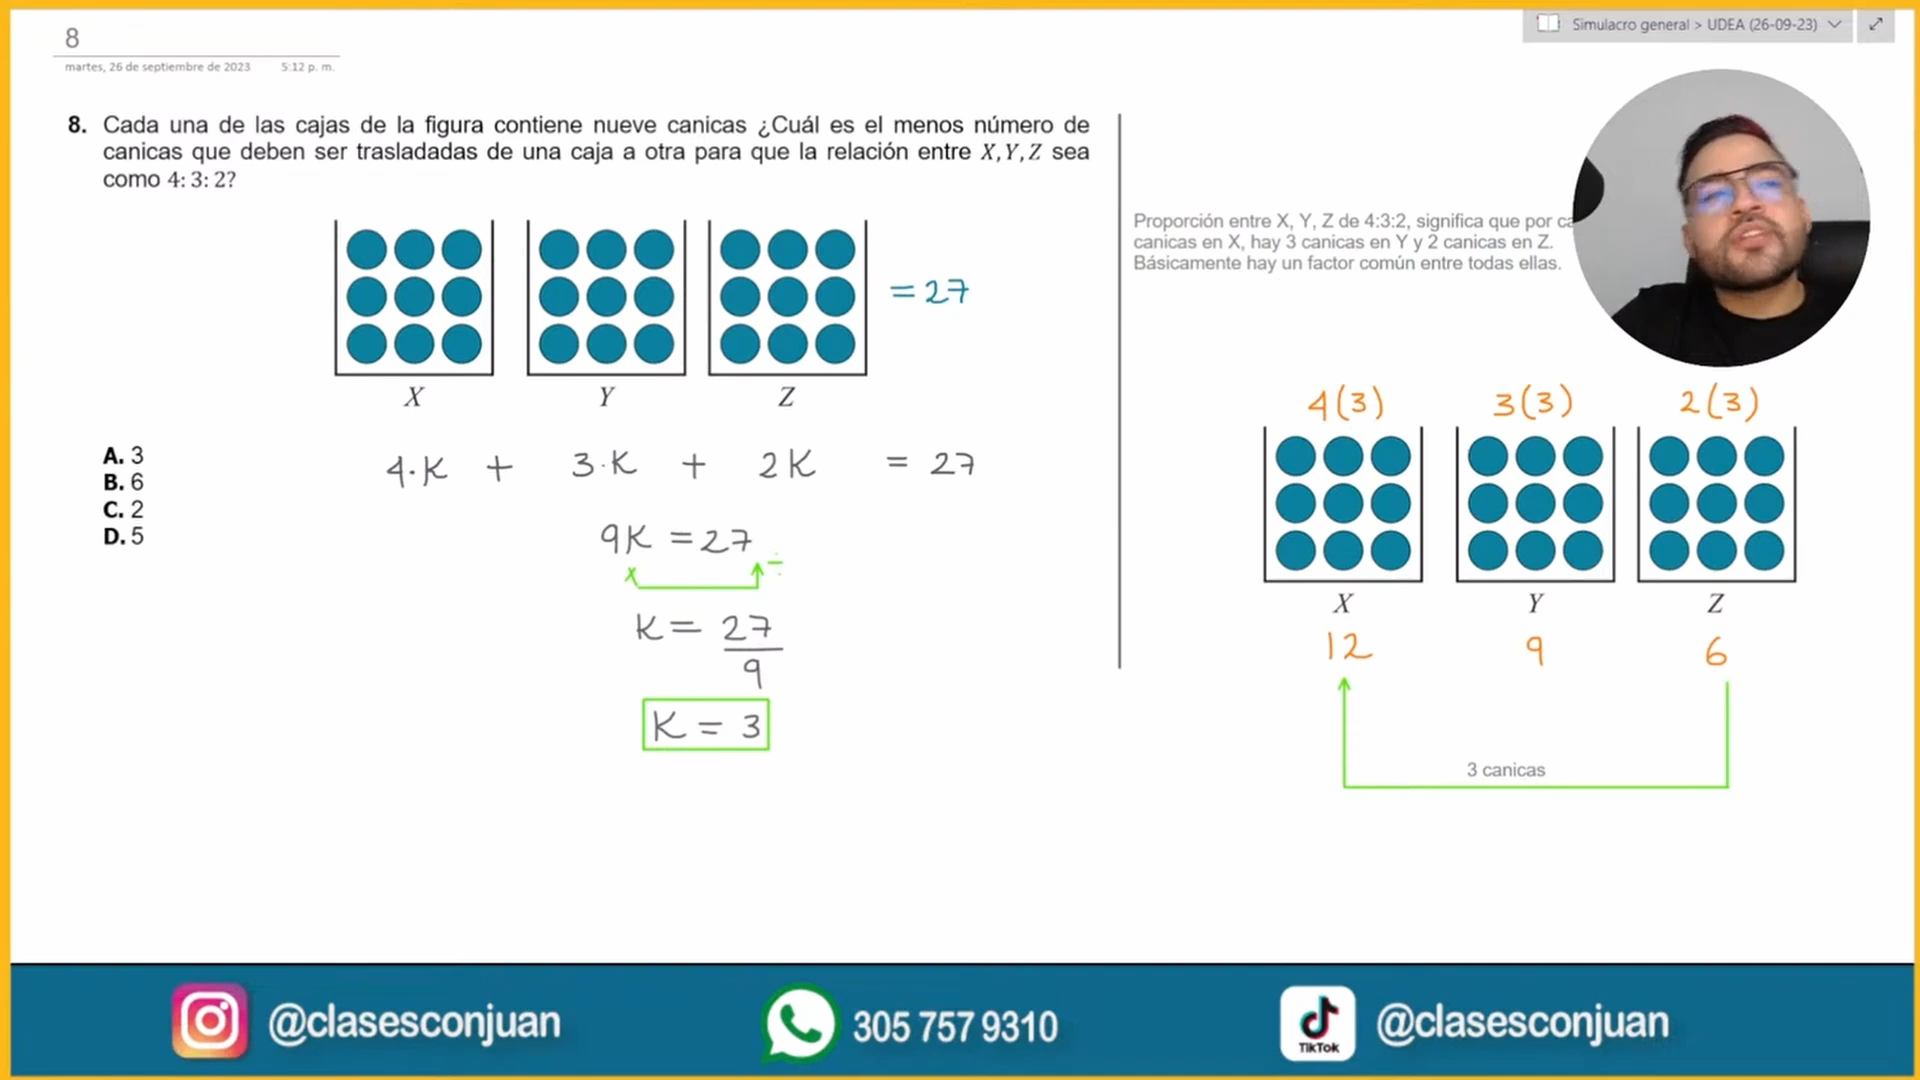 8
martes, 26 de septiembre de 2023 5:12 p. m.
Simulacro general > UDEA (26-09-23)
8. Cada una de las cajas de la figura contiene nueve canicas ¿Cuál es el menos número de
canicas que deben ser trasladadas de una caja a otra para que la relación entre X,Y,Z sea
como 4: 3: 2?
= 27
X Y Z
A. 3
B. 6
C. 2
D. 5
4·K + 3·K + 2K = 27
9K = 27
x ÷
K = 27
9
K = 3
Proporción entre X, Y, Z de 4:3:2, significa que por
canicas en X, hay 3 canicas en Y y 2 canicas en Z.
Básicamente hay un factor común entre todas ellas.
4(3) 3(3) 2(3)
X Y Z
12 9 6
3 canicas
@clasesconjuan
305 757 9310
TikTok
@clasesconjuan